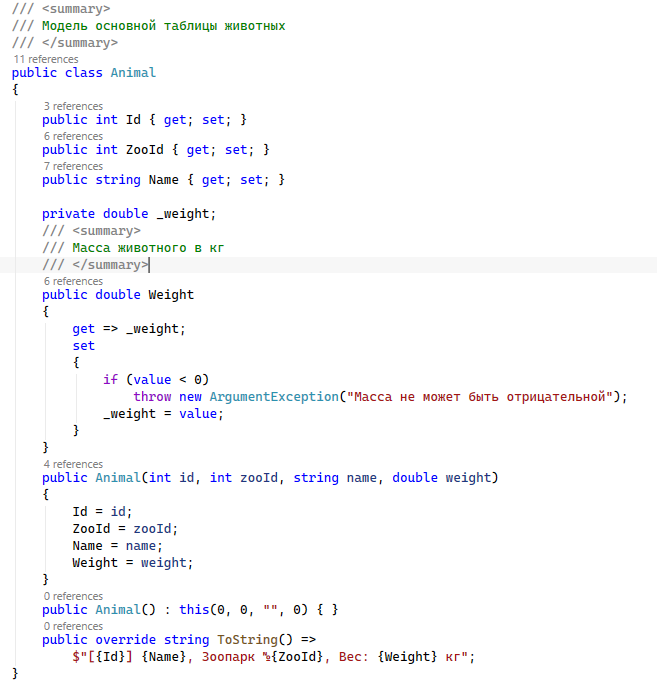 /// <summary>
/// Модель основной таблицы животных
/// </summary>
11 references
public class Animal
{
3 references
public int Id { get; set; }
6 references
public int ZooId { get; set; }
7 references
public string Name { get; set; }
private double _weight;
/// <summary>
/// Масса животного в кг
/// </summary>
6 references
public double Weight
{
get => _weight;
set
{
if (value < 0)
throw new ArgumentException("Масса не может быть отрицательной");
_weight = value;
}
}
4 references
public Animal(int id, int zooId, string name, double weight)
{
Id = id;
ZooId = zooId;
Name = name;
Weight = weight;
}
0 references
public Animal() : this(0, 0, "", 0) { }
0 references
public override string ToString() =>
$"[{Id}] {Name}, Зоопарк №{ZooId}, Вес: {Weight} кг";
}